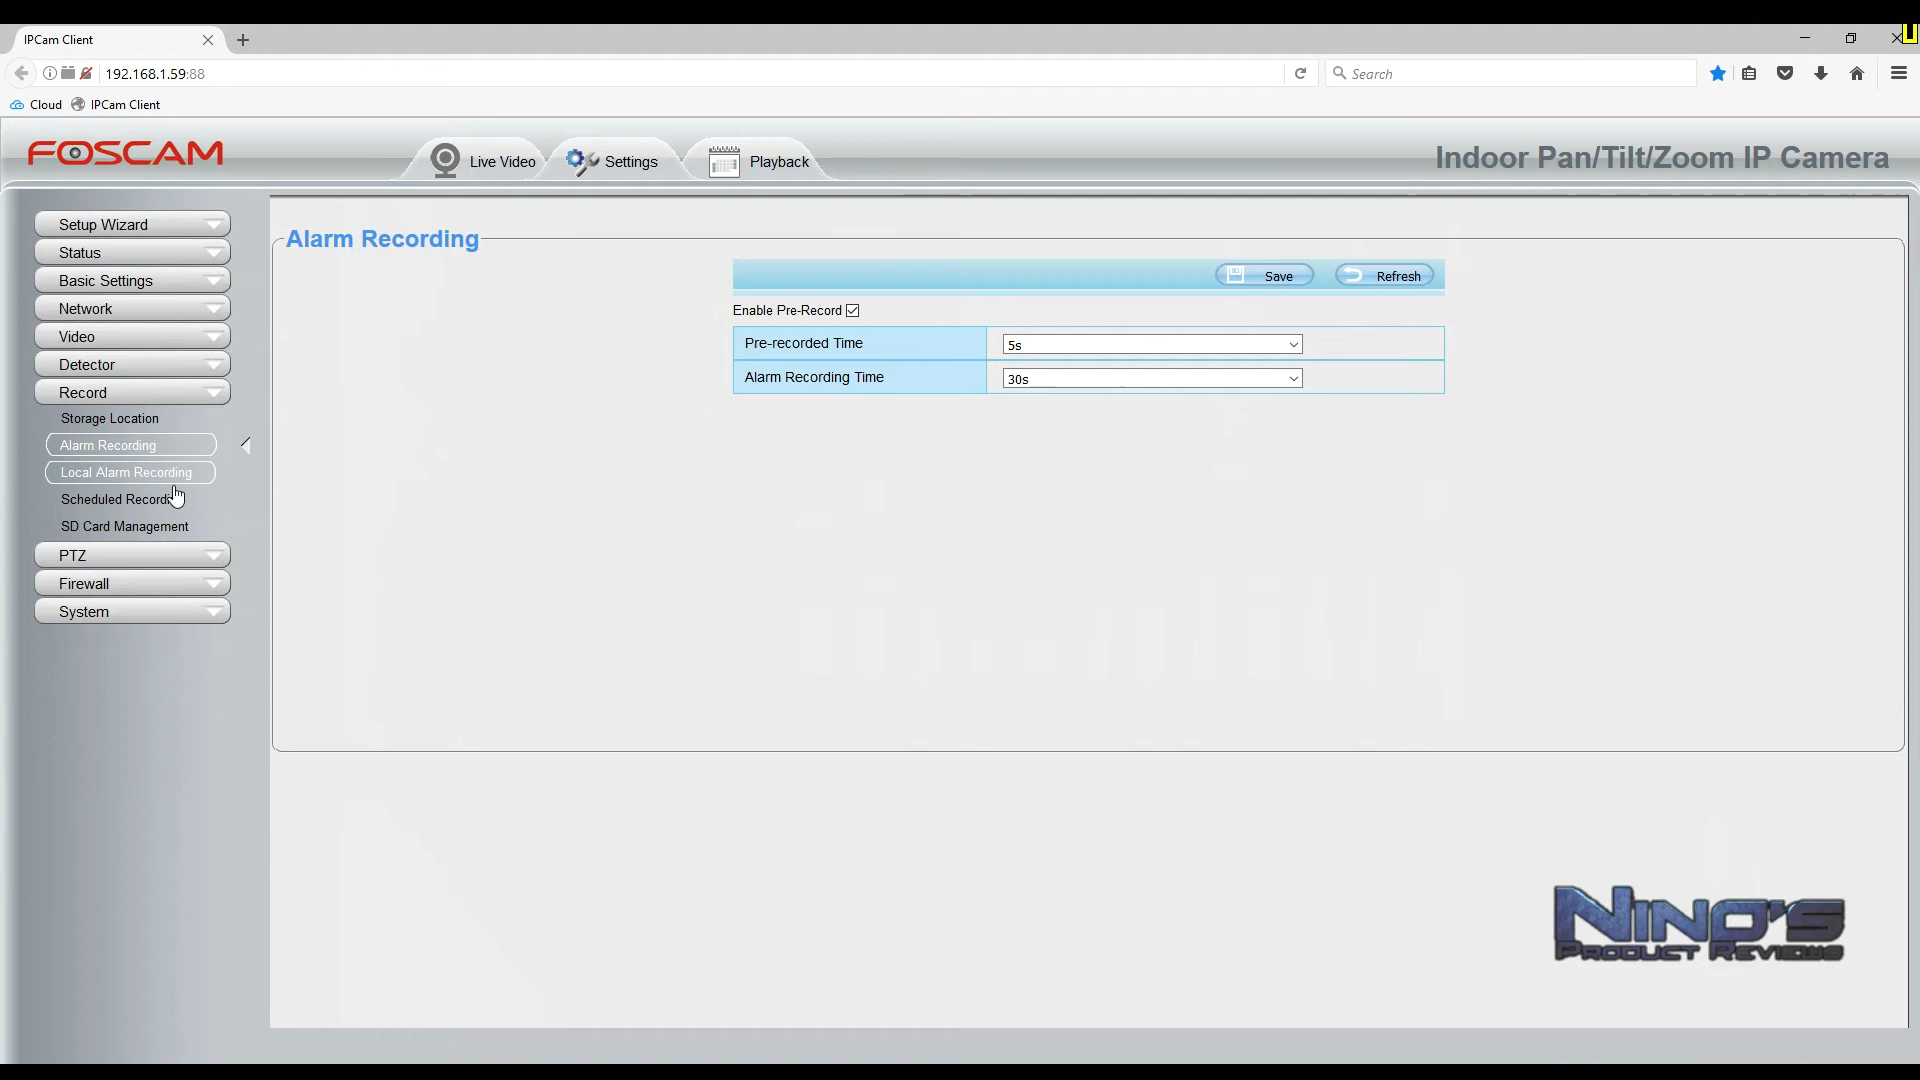 IPCam Client
192.168.1.59:88
Search
Cloud IPCam Client
FOSCAM
Live Video
Settings
Playback
Indoor Pan/Tilt/Zoom IP Camera
Setup Wizard
Status
Basic Settings
Network
Video
Detector
Record
Storage Location
Alarm Recording
Local Alarm Recording
Scheduled Recordi
SD Card Management
PTZ
Firewall
System
Alarm Recording
Save
Refresh
Enable Pre-Record
Pre-recorded Time 5s
Alarm Recording Time 30s
Nino's
Product Reviews